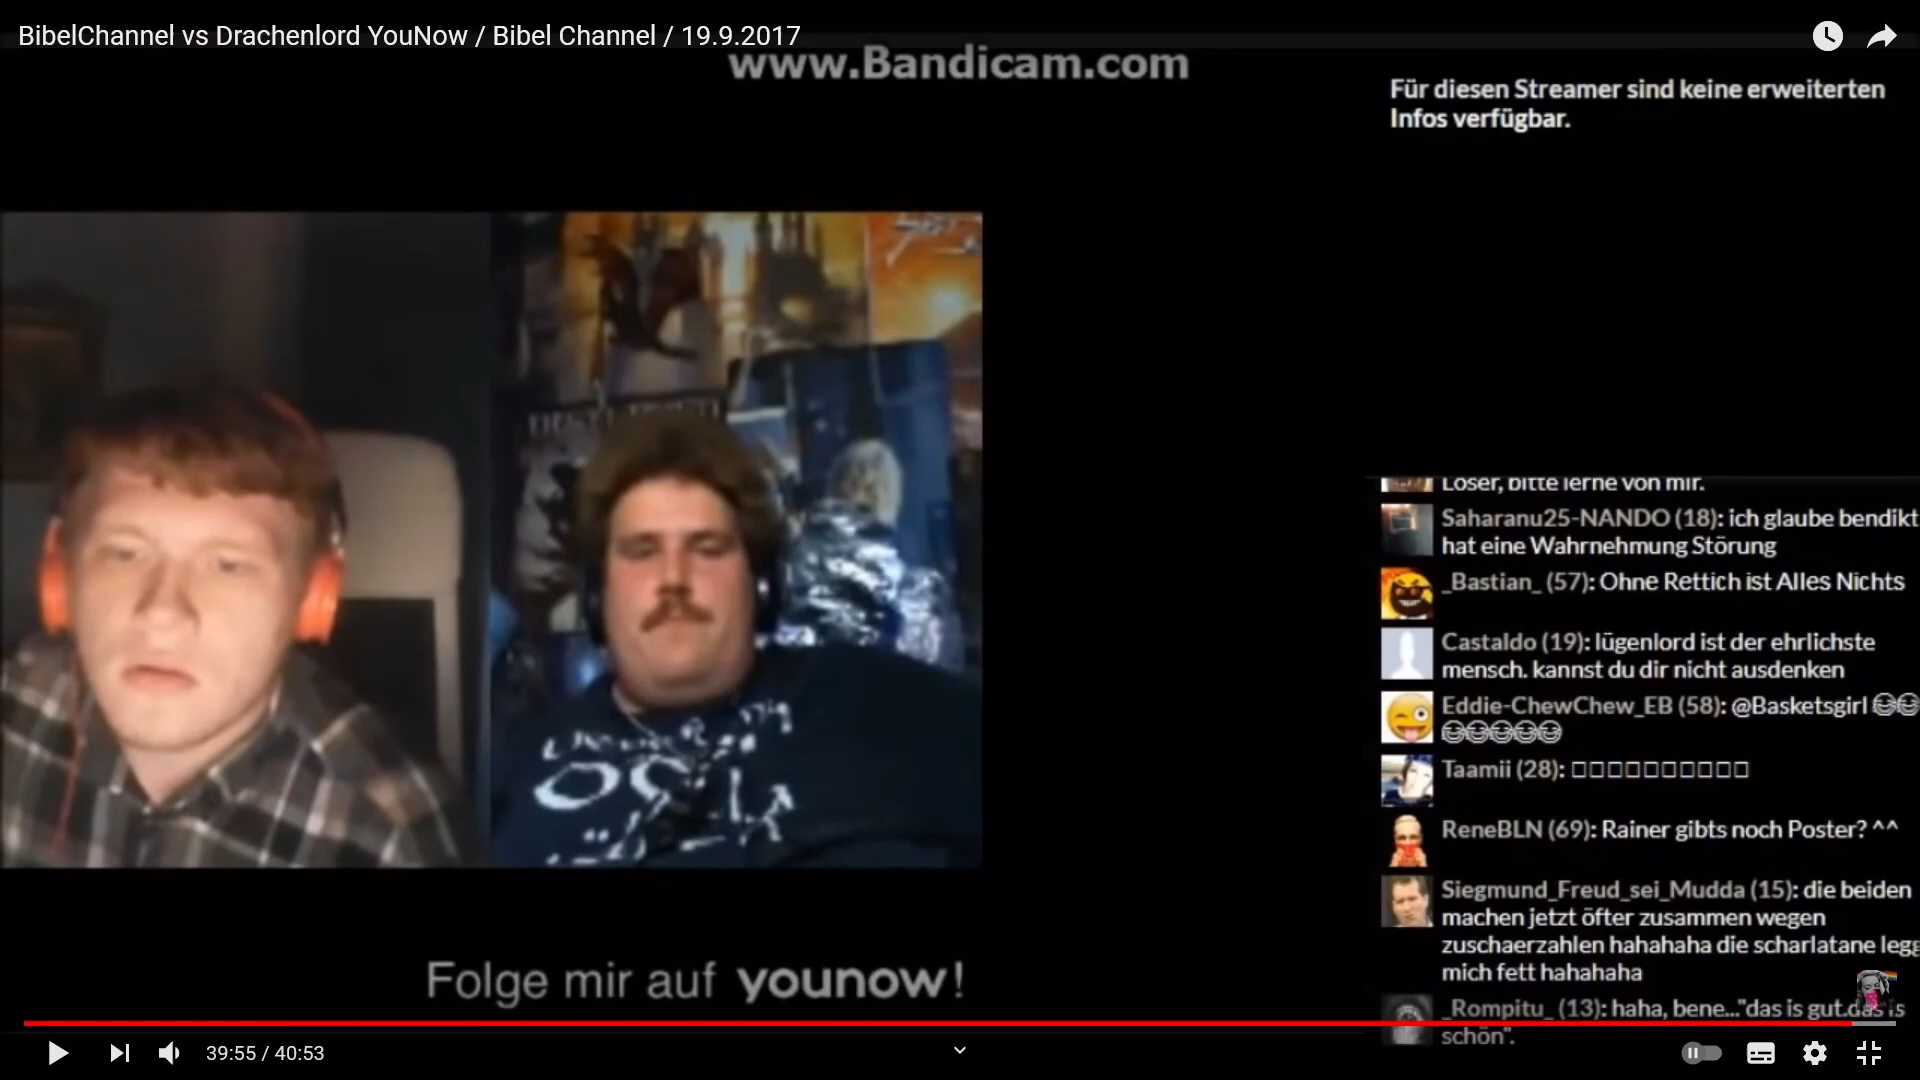 BibelChannel vs Drachenlord YouNow / Bibel Channel / 19.9.2017
www.Bandicam.com
Für diesen Streamer sind keine erweiterten
Infos verfügbar.
Loser, bitte lerne von mir.
Saharanu25-NANDO (18): ich glaube bendikt
hat eine Wahrnehmung Störung
_Bastian_ (57): Ohne Rettich ist Alles Nichts
Castaldo (19): lügenlord ist der ehrlichste
mensch. kannst du dir nicht ausdenken
Eddie-ChewChew_EB (58): @Basketsgirl
Taamii (28):
ReneBLN (69): Rainer gibts noch Poster? ^^
Siegmund_Freud_sei_Mudda (15): die beiden
machen jetzt öfter zusammen wegen
zuschaerzahlen hahahaha die scharlatane legg
mich fett hahahaha
_Rompitu_ (13): haha, bene..."das is gut.das is
schön".
Folge mir auf younow!
39:55 / 40:53